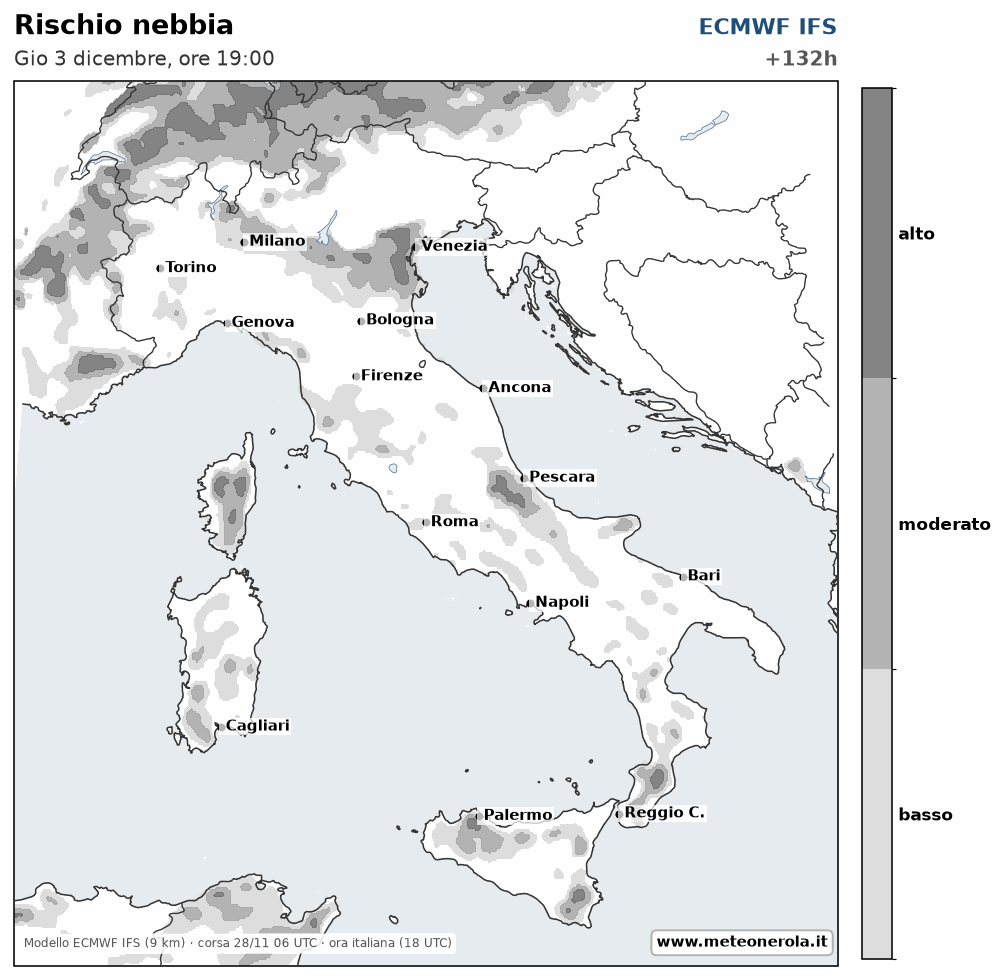 Rischio nebbia
ECMWF IFS
Gio 3 dicembre, ore 19:00
+132h
alto
moderato
basso
Milano
Venezia
Torino
Genova
Bologna
Firenze
Ancona
Pescara
Roma
Bari
Napoli
Cagliari
Palermo
Reggio C.
Modello ECMWF IFS (9 km) · corsa 28/11 06 UTC · ora italiana (18 UTC)
www.meteonerola.it